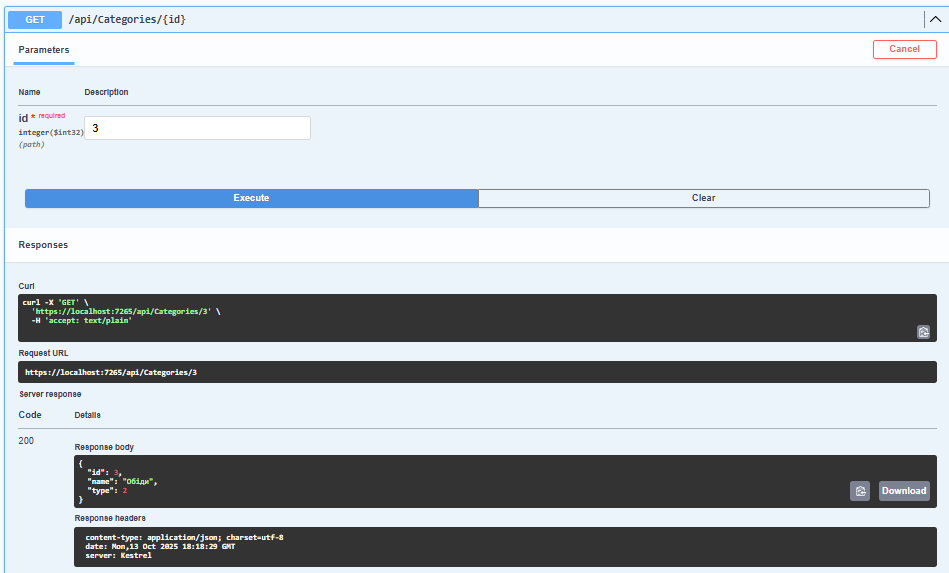 GET /api/Categories/{id}
Parameters
Cancel
Name Description
id * required
integer($int32)
(path)
3
Execute Clear
Responses
Curl
curl -X 'GET' \
'https://localhost:7265/api/Categories/3' \
-H 'accept: text/plain'
Request URL
https://localhost:7265/api/Categories/3
Server response
Code Details
200
Response body
{
"id": 3,
"name": "Обіди",
"type": 2
}
Download
Response headers
content-type: application/json; charset=utf-8
date: Mon,13 Oct 2025 18:18:29 GMT
server: Kestrel